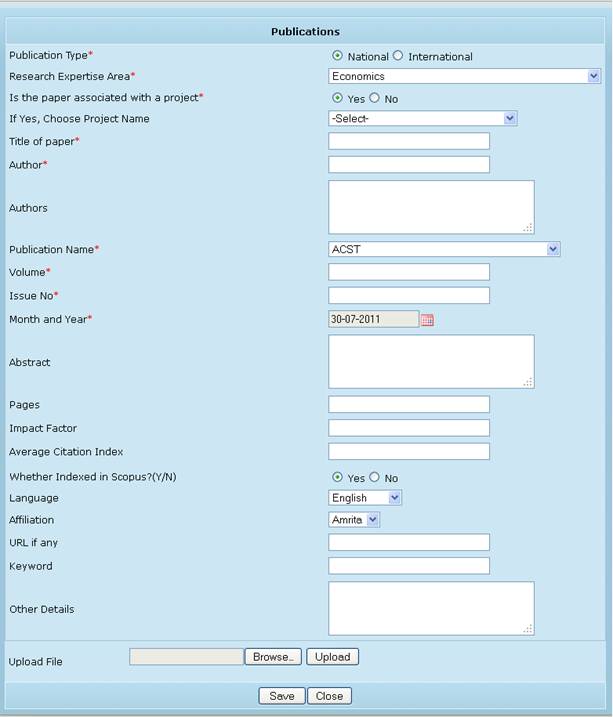 Publications
Publication Type* National International
Research Expertise Area* Economics
Is the paper associated with a project* Yes No
If Yes, Choose Project Name -Select-
Title of paper*
Author*
Authors
Publication Name* ACST
Volume*
Issue No*
Month and Year* 30-07-2011
Abstract
Pages
Impact Factor
Average Citation Index
Whether Indexed in Scopus?(Y/N) Yes No
Language English
Affiliation Amrita
URL if any
Keyword
Other Details
Upload File Browse... Upload
Save Close